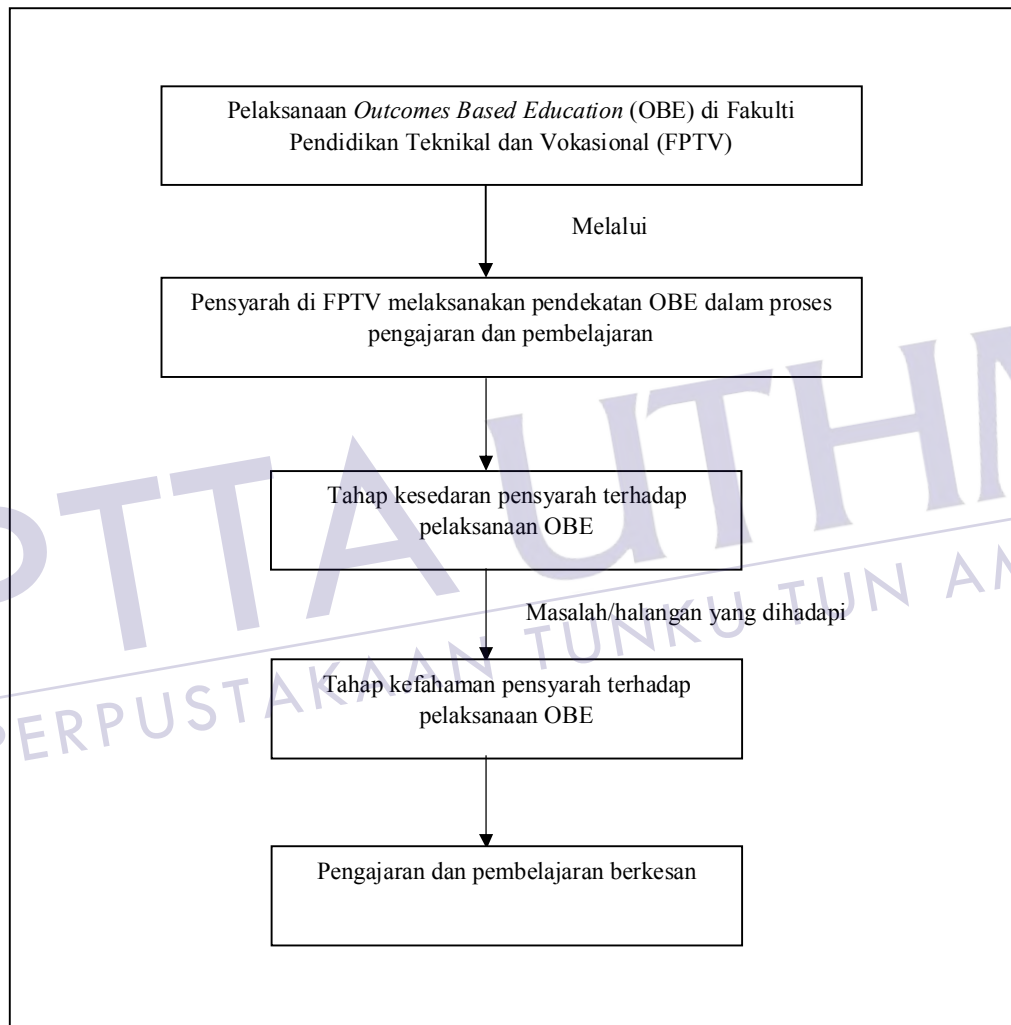 Pelaksanaan Outcomes Based Education (OBE) di Fakulti
Pendidikan Teknikal dan Vokasional (FPTV)
Melalui
Pensyarah di FPTV melaksanakan pendekatan OBE dalam proses
pengajaran dan pembelajaran
Tahap kesedaran pensyarah terhadap
pelaksanaan OBE
Masalah/halangan yang dihadapi
Tahap kefahaman pensyarah terhadap
pelaksanaan OBE
Pengajaran dan pembelajaran berkesan
PTTA UTHM
PERPUSTAKAAN TUNKU TUN AM